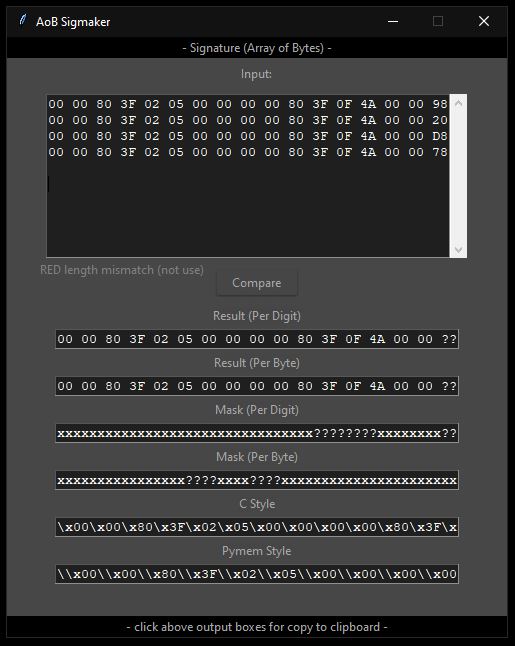 AoB Sigmaker
- Signature (Array of Bytes) -
Input:
00 00 80 3F 02 05 00 00 00 00 80 3F 0F 4A 00 00 98
00 00 80 3F 02 05 00 00 00 00 80 3F 0F 4A 00 00 20
00 00 80 3F 02 05 00 00 00 00 80 3F 0F 4A 00 00 D8
00 00 80 3F 02 05 00 00 00 00 80 3F 0F 4A 00 00 78
RED length mismatch (not use)
Compare
Result (Per Digit)
00 00 80 3F 02 05 00 00 00 00 80 3F 0F 4A 00 00 ??
Result (Per Byte)
00 00 80 3F 02 05 00 00 00 00 80 3F 0F 4A 00 00 ??
Mask (Per Digit)
xxxxxxxxxxxxxxxxxxxxxxxxxxxxxxxx????????xxxxxxxx??
Mask (Per Byte)
xxxxxxxxxxxxxxxx????xxxx????xxxxxxxxxxxxxxxxxxxxxx
C Style
\x00\x00\x80\x3F\x02\x05\x00\x00\x00\x00\x80\x3F\x
Pymem Style
\\x00\\x00\\x80\\x3F\\x02\\x05\\x00\\x00\\x00\\x00
- click above output boxes for copy to clipboard -